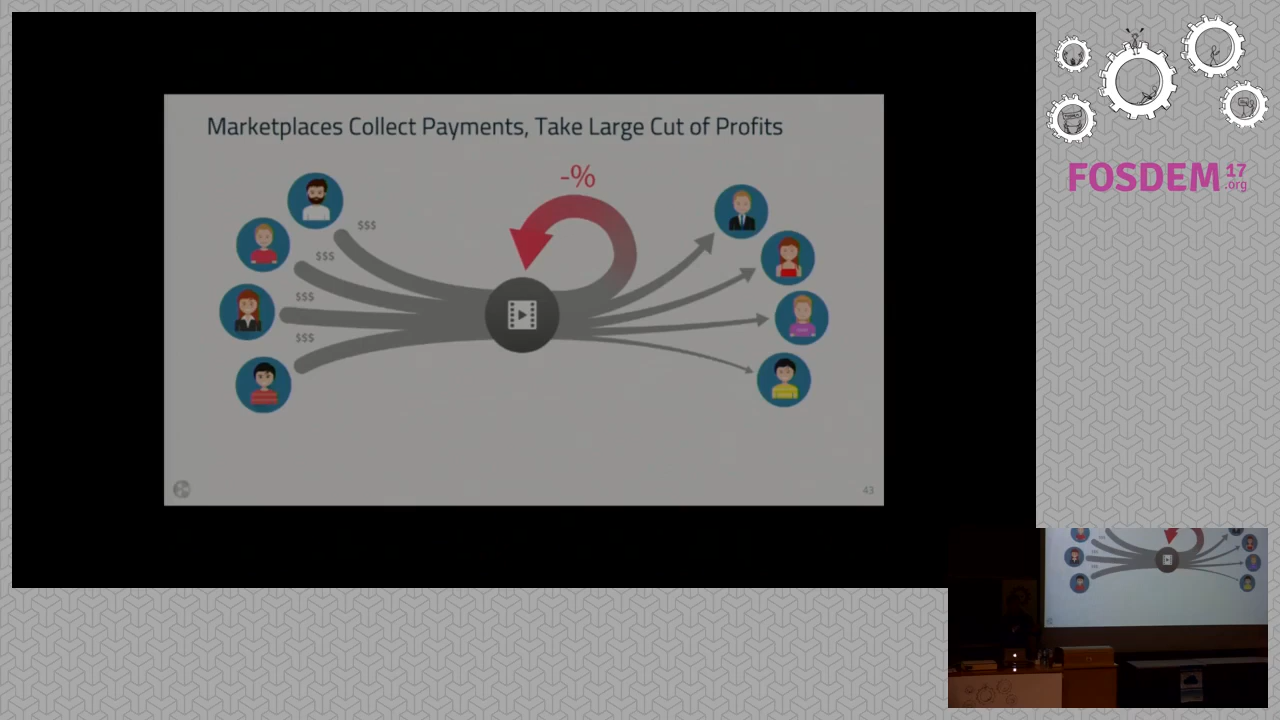 Marketplaces Collect Payments, Take Large Cut of Profits
-%
$$$
$$$
$$$
$$$
43
FOSDEM 17
.org